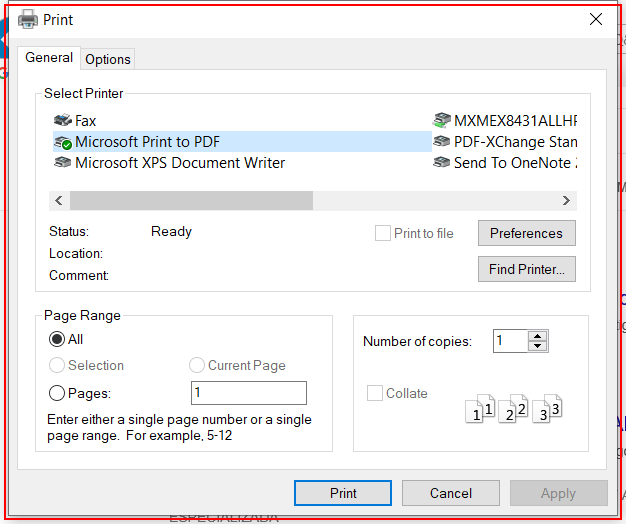 Print
General
Options
Select Printer
Fax
Microsoft Print to PDF
Microsoft XPS Document Writer
MXMEX8431ALLHP
PDF-XChange Stan
Send To OneNote 2
Status: Ready
Location:
Comment:
Print to file
Preferences
Find Printer...
Page Range
All
Selection
Current Page
Pages: 1
Enter either a single page number or a single
page range. For example, 5-12
Number of copies: 1
Collate
1 1 2 2 3 3
Print
Cancel
Apply
ESPECIALIZADA